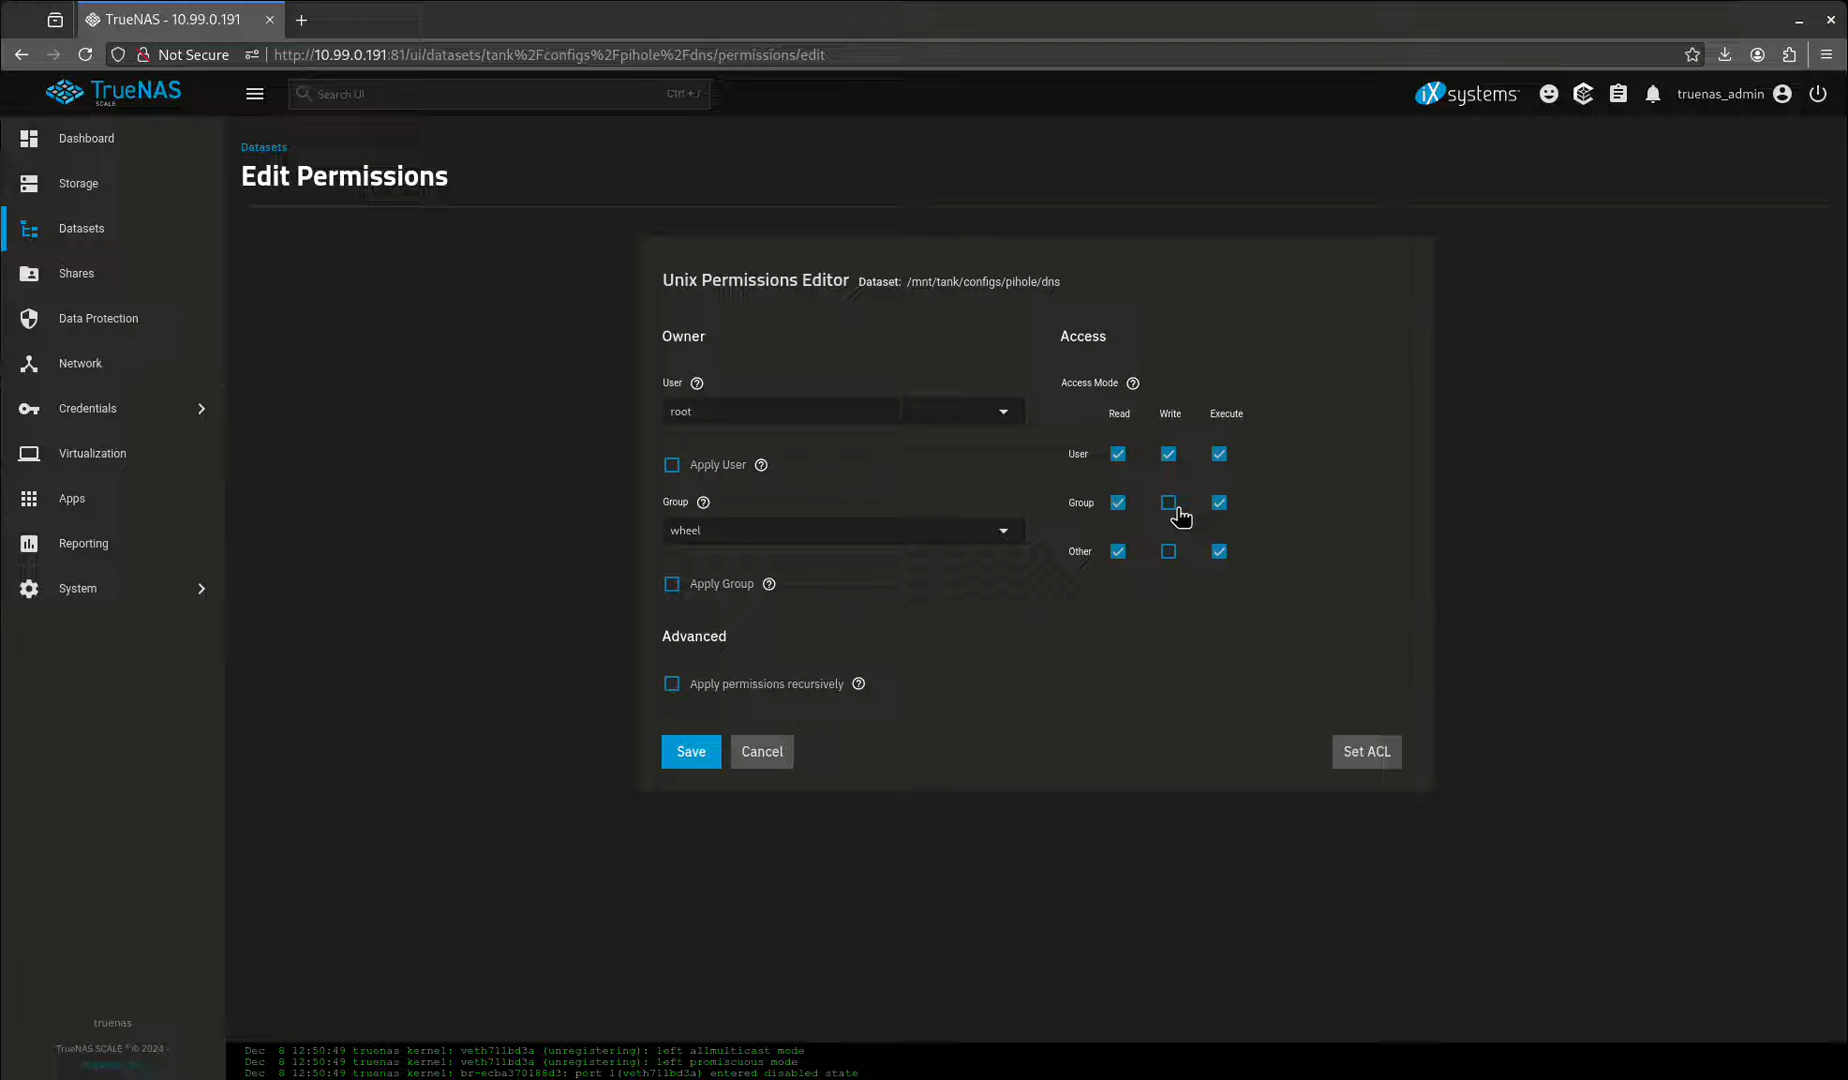 TrueNAS - 10.99.0.191
Not Secure
http://10.99.0.191:81/ui/datasets/tank%2Fconfigs%2Fpihole%2Fdns/permissions/edit
TrueNAS
SCALE
Search UI
Ctrl + /
iX systems
truenas_admin
Dashboard
Storage
Datasets
Shares
Data Protection
Network
Credentials
Virtualization
Apps
Reporting
System
truenas
TrueNAS SCALE ® © 2024 -
Datasets
Edit Permissions
Unix Permissions Editor Dataset: /mnt/tank/configs/pihole/dns
Owner
User
root
Apply User
Group
wheel
Apply Group
Access
Access Mode
Read Write Execute
User
Group
Other
Advanced
Apply permissions recursively
Save Cancel Set ACL
Dec 8 12:50:49 truenas kernel: veth711bd3a (unregistering): left allmulticast mode
Dec 8 12:50:49 truenas kernel: veth711bd3a (unregistering): left promiscuous mode
Dec 8 12:50:49 truenas kernel: br-ecba370188d3: port 1(veth711bd3a) entered disabled state